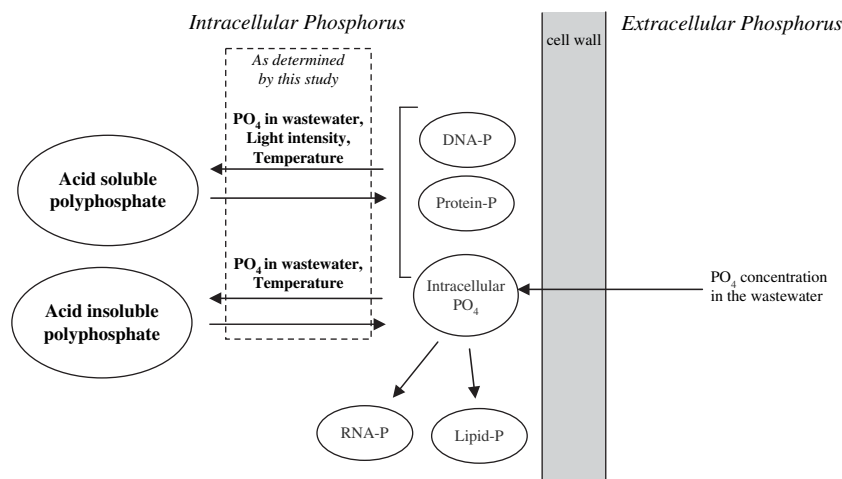 Intracellular Phosphorus
Extracellular Phosphorus
cell wall
As determined
by this study
PO4 in wastewater,
Light intensity,
Temperature
Acid soluble
polyphosphate
DNA-P
Protein-P
PO4 in wastewater,
Temperature
Acid insoluble
polyphosphate
Intracellular
PO4
PO4 concentration
in the wastewater
RNA-P
Lipid-P